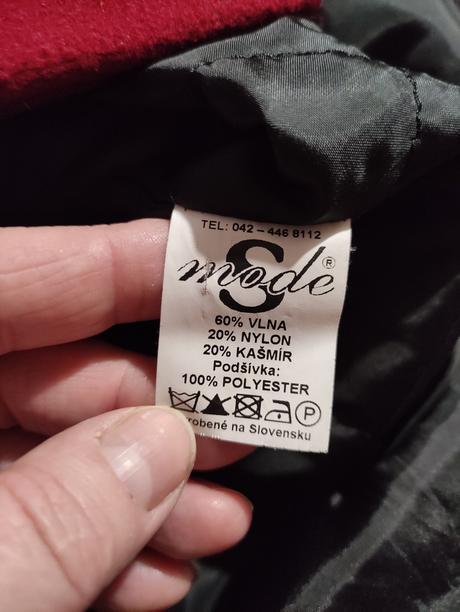 TEL: 042 – 446 8112
S
mode ®
60% VLNA
20% NYLON
20% KAŠMÍR
Podšívka:
100% POLYESTER
P
robené na Slovensku